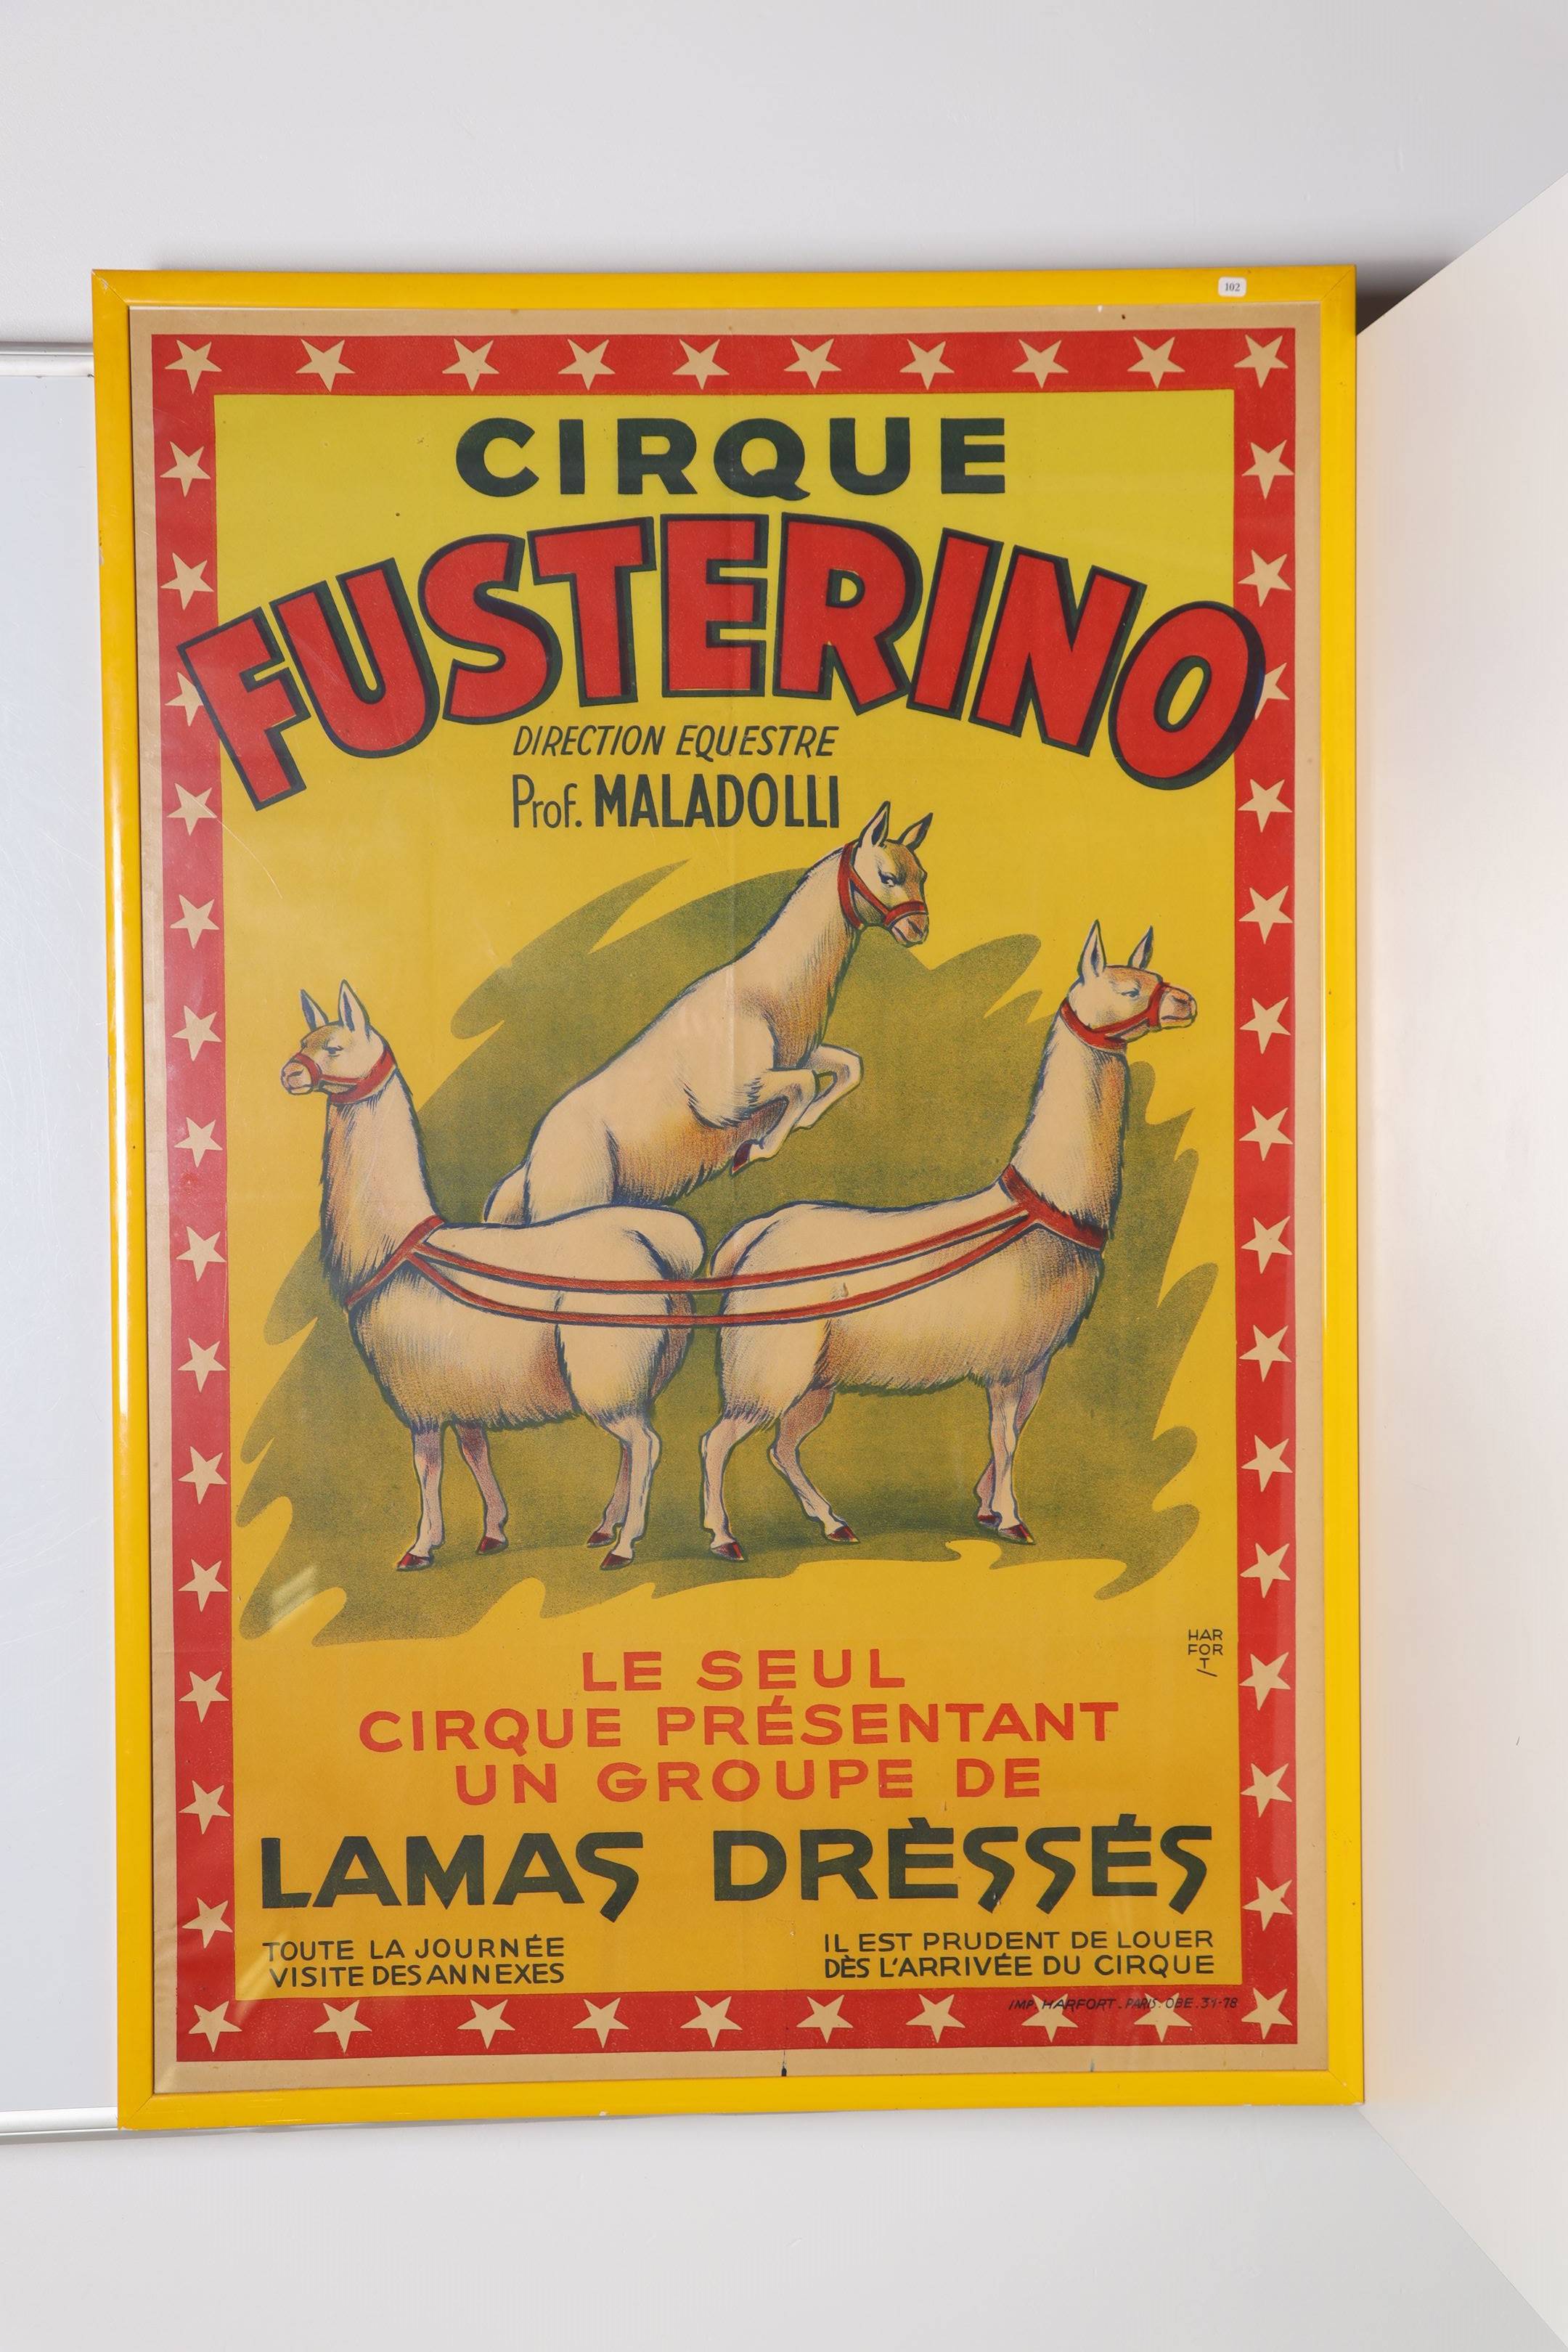 102
CIRQUE
FUSTERINO
DIRECTION EQUESTRE
Prof. MALADOLLI
HAR
FOR
T
LE SEUL
CIRQUE PRÉSENTANT
UN GROUPE DE
LAMAS DRÈSSÉS
TOUTE LA JOURNÉE
VISITE DES ANNEXES
IL EST PRUDENT DE LOUER
DÈS L'ARRIVÉE DU CIRQUE
IMP. HARFORT. PARIS. OBE. 31-78